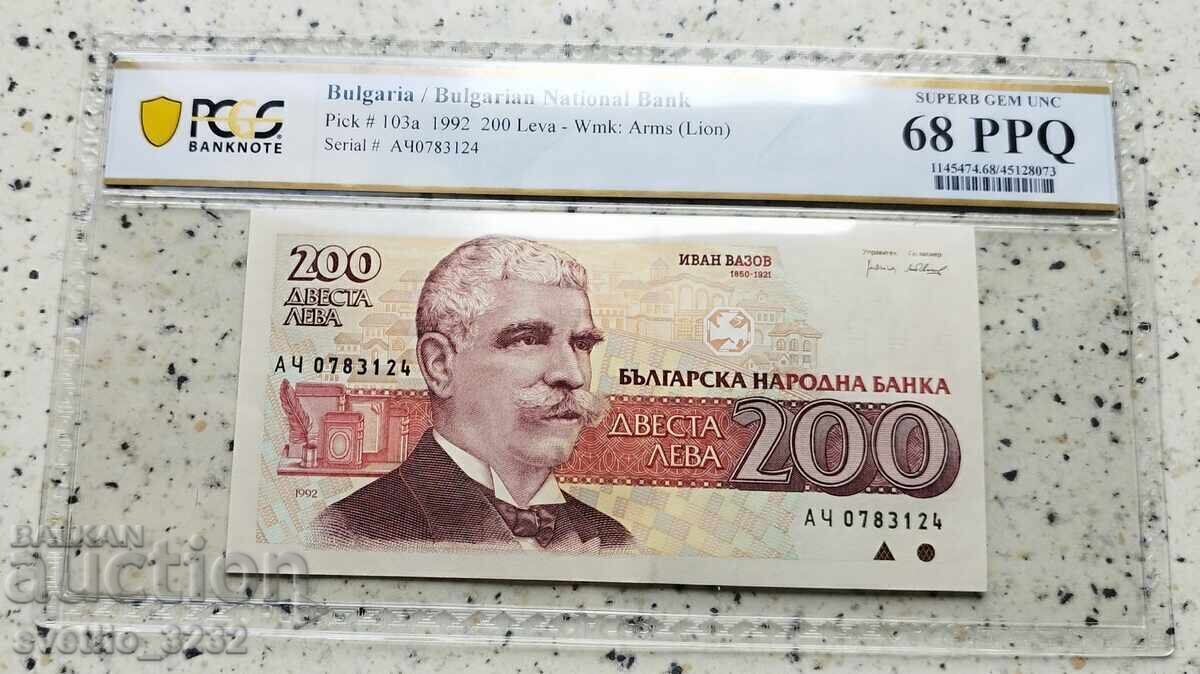 PCGS
BANKNOTE
Bulgaria / Bulgarian National Bank
Pick # 103a 1992 200 Leva - Wmk: Arms (Lion)
Serial # АЧ0783124
SUPERB GEM UNC
68 PPQ
1145474.68/45128073
200
ДВЕСТА
ЛЕВА
ИВАН ВАЗОВ
1850-1921
АЧ 0783124
БЪЛГАРСКА НАРОДНА БАНКА
ДВЕСТА
ЛЕВА
200
1992
АЧ 0783124
BALKAN
auction
svetlio_3232